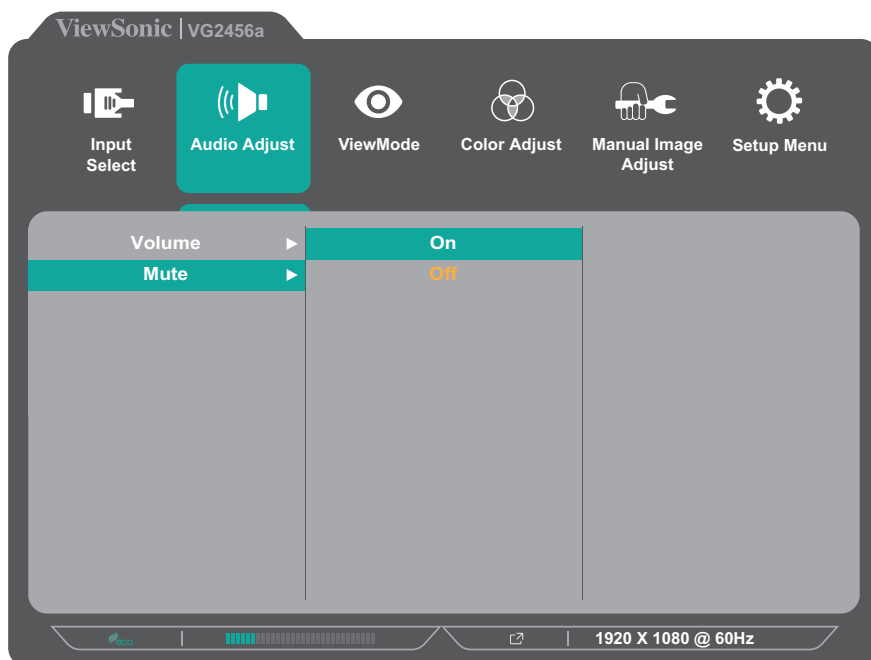 ViewSonic | VG2456a
Input Select
Audio Adjust
ViewMode
Color Adjust
Manual Image Adjust
Setup Menu
Volume
On
Mute
Off
eco
1920 X 1080 @ 60Hz